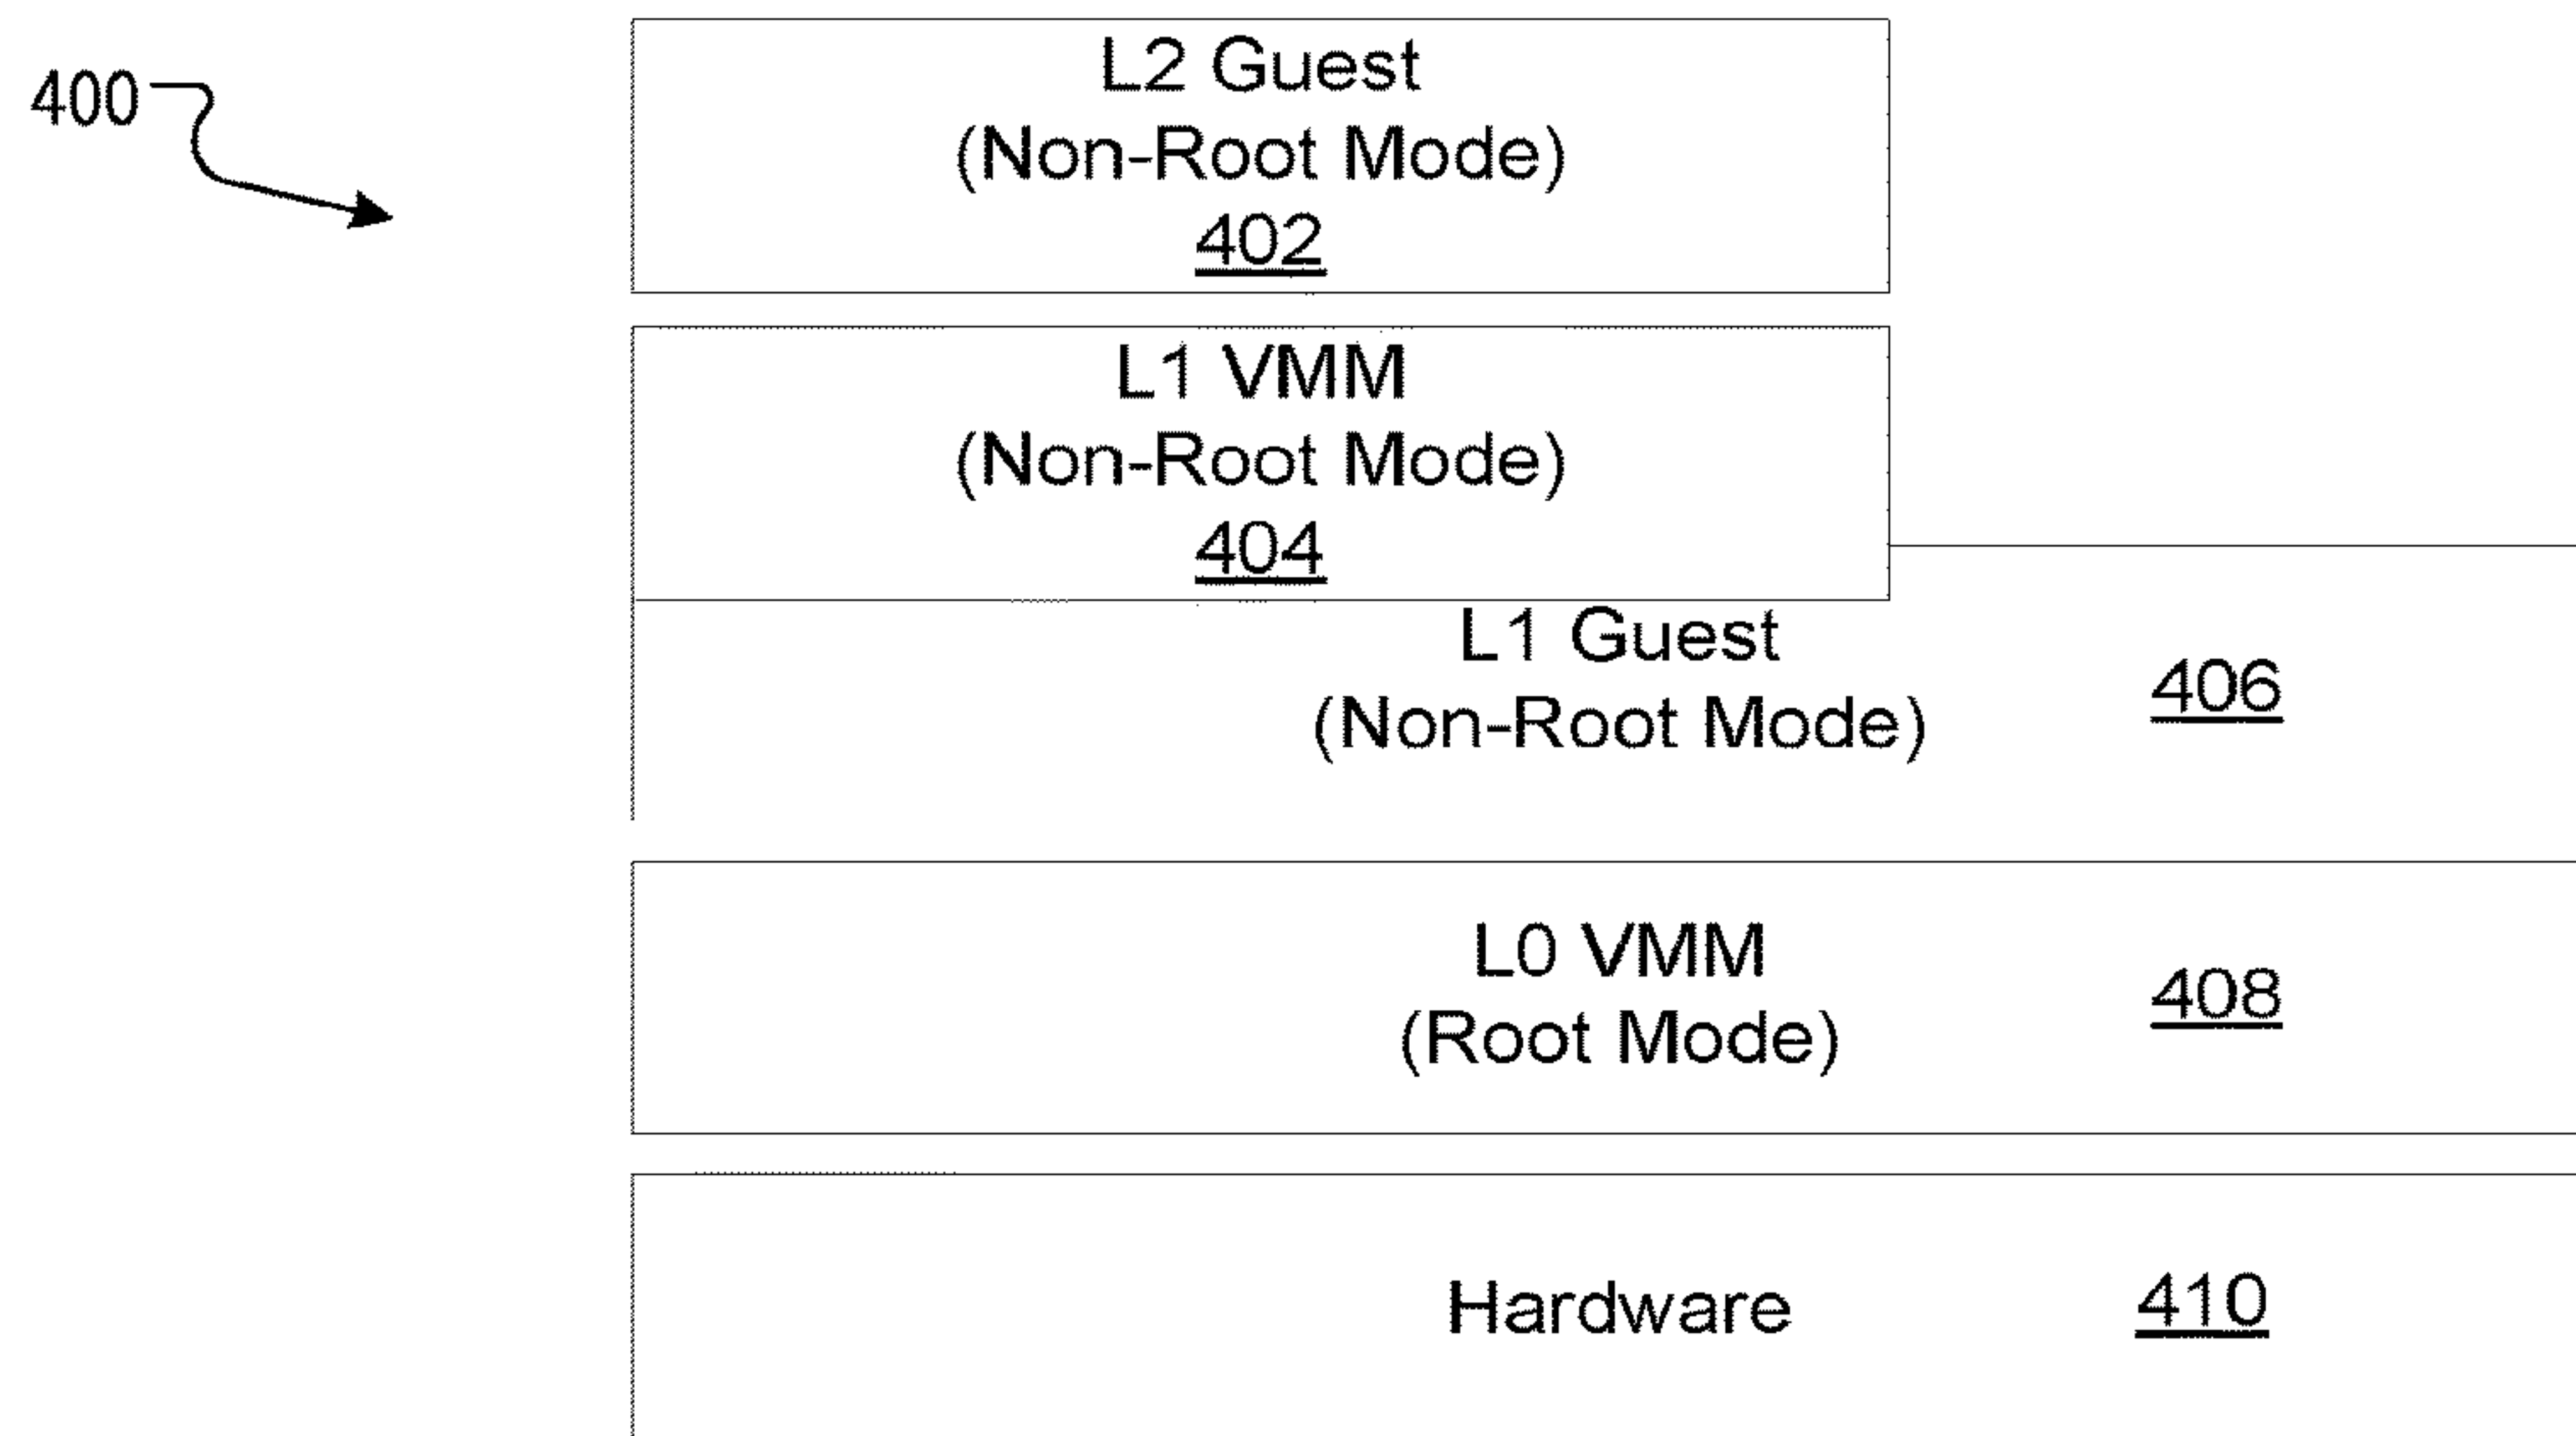 400
L2 Guest
(Non-Root Mode)
402
L1 VMM
(Non-Root Mode)
404
L1 Guest
(Non-Root Mode)
406
L0 VMM
(Root Mode)
408
Hardware
410